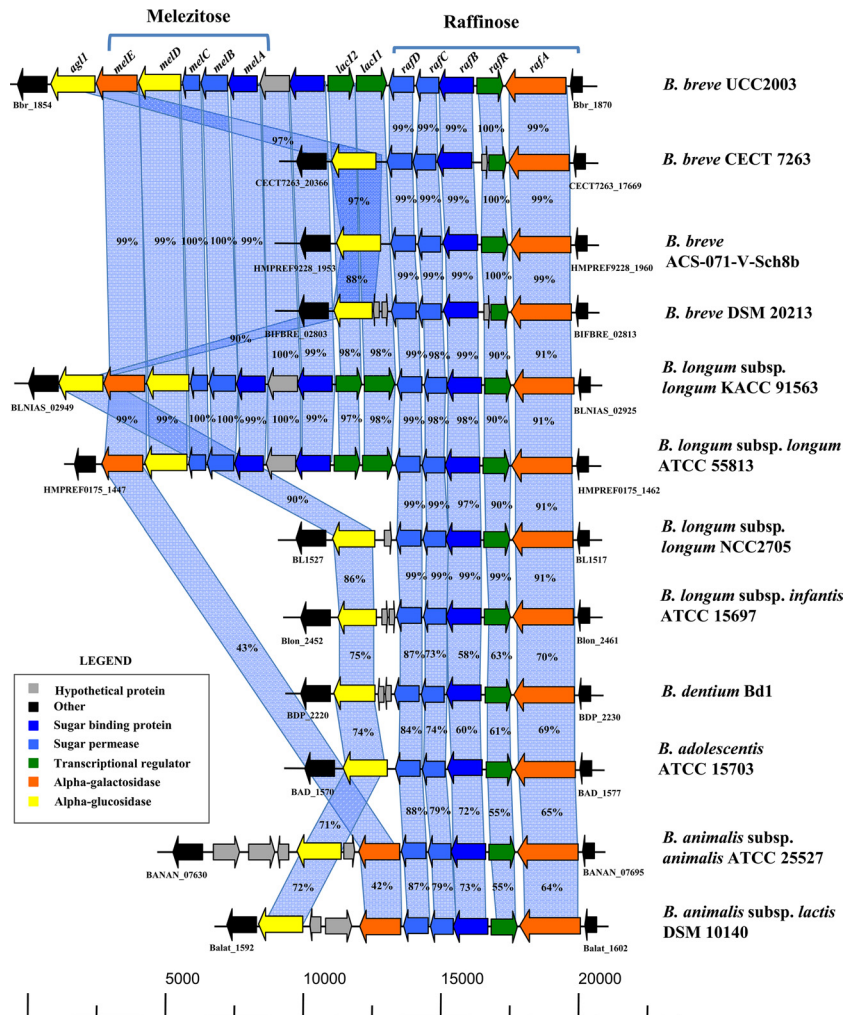 Melezitose
Raffinose
agl1 melE melD melC melB melA lacI2 lacI1 rafD rafC rafB rafR rafA
Bbr_1854
Bbr_1870
B. breve UCC2003
97%
99% 99% 99% 100% 99%
CECT7263_20366
CECT7263_17669
B. breve CECT 7263
99% 99% 100% 100% 99%
97%
99% 99% 99% 100% 99%
HMPREF9228_1953
HMPREF9228_1960
B. breve
ACS-071-V-Sch8b
88%
99% 99% 99% 100% 99%
BIFBRE_02803
BIFBRE_02813
B. breve DSM 20213
90%
100% 99% 98% 98% 99% 98% 99% 90% 91%
BLNIAS_02949
BLNIAS_02925
B. longum subsp.
longum KACC 91563
99% 99% 100% 100% 99% 100% 99% 97% 98% 99% 98% 98% 90% 91%
HMPREF0175_1447
HMPREF0175_1462
B. longum subsp. longum
ATCC 55813
90%
99% 99% 97% 90% 91%
BL1527
BL1517
B. longum subsp.
longum NCC2705
86%
99% 99% 99% 99% 91%
Blon_2452
Blon_2461
B. longum subsp. infantis
ATCC 15697
43%
75%
87% 73% 58% 63% 70%
BDP_2220
BDP_2230
B. dentium Bd1
74%
84% 74% 60% 61% 69%
BAD_1570
BAD_1577
B. adolescentis
ATCC 15703
71%
88% 79% 72% 55% 65%
BANAN_07630
BANAN_07695
B. animalis subsp.
animalis ATCC 25527
72%
42% 87% 79% 73% 55% 64%
Balat_1592
Balat_1602
B. animalis subsp. lactis
DSM 10140
LEGEND
Hypothetical protein
Other
Sugar binding protein
Sugar permease
Transcriptional regulator
Alpha-galactosidase
Alpha-glucosidase
5000 10000 15000 20000